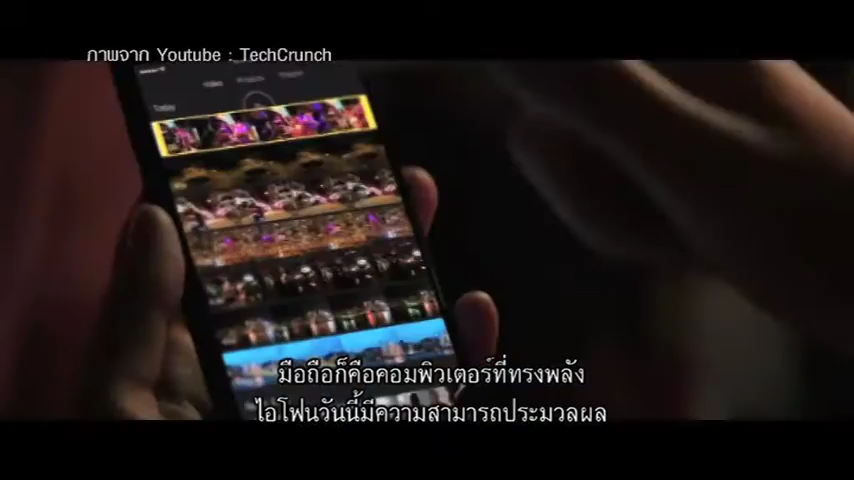 ภาพจาก Youtube : TechCrunch
Today
มือถือก็คือคอมพิวเตอร์ที่ทรงพลัง
ไอโฟนวันนี้มีความสามารถประมวลผล